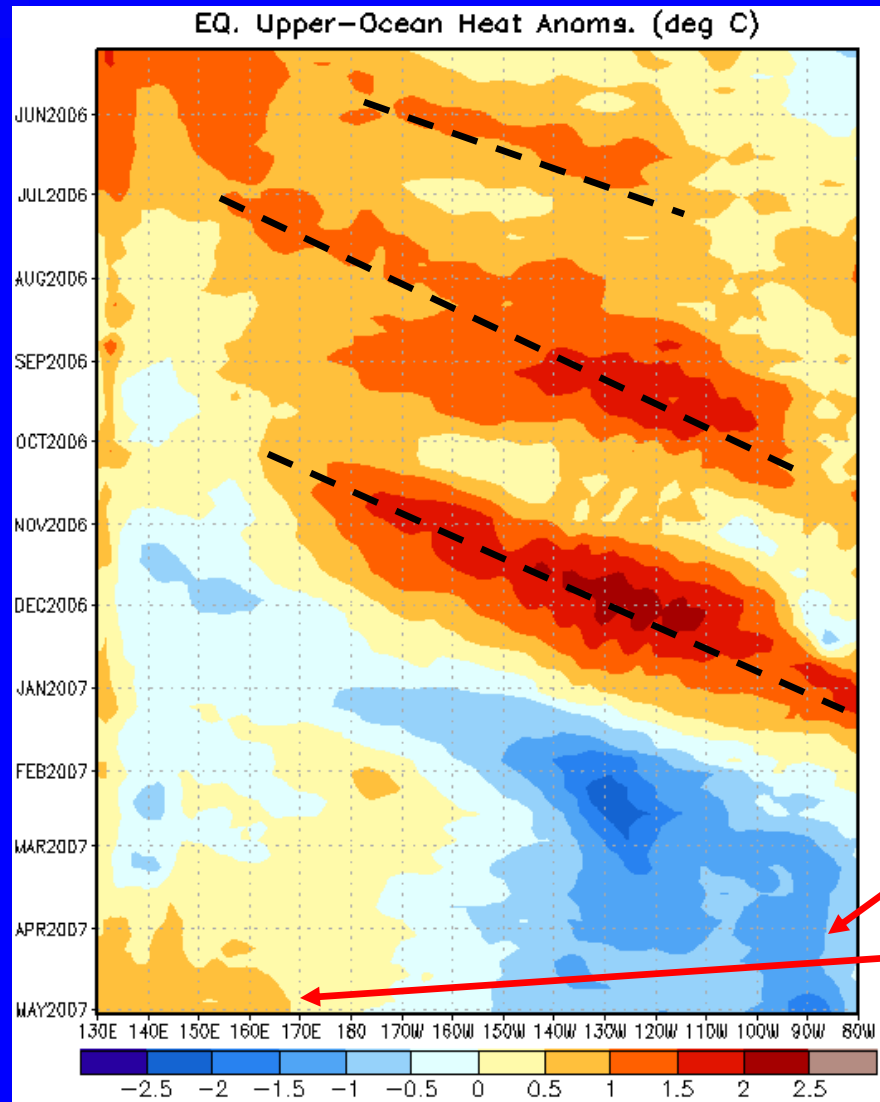 EQ. Upper-Ocean Heat Anoms. (deg C)
JUN2006
JUL2006
AUG2006
SEP2006
OCT2006
NOV2006
DEC2006
JAN2007
FEB2007
MAR2007
APR2007
MAY2007
130E 140E 150E 160E 170E 180 170W 160W 150W 140W 130W 120W 110W 100W 90W 80W
-2.5 -2 -1.5 -1 -0.5 0 0.5 1 1.5 2 2.5